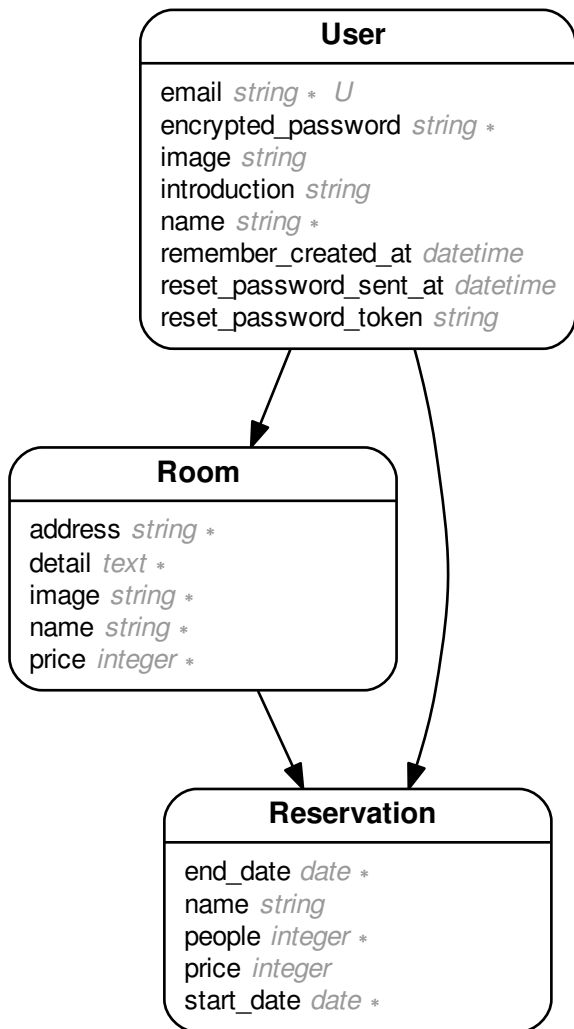 User
email string * U
encrypted_password string *
image string
introduction string
name string *
remember_created_at datetime
reset_password_sent_at datetime
reset_password_token string
Room
address string *
detail text *
image string *
name string *
price integer *
Reservation
end_date date *
name string
people integer *
price integer
start_date date *